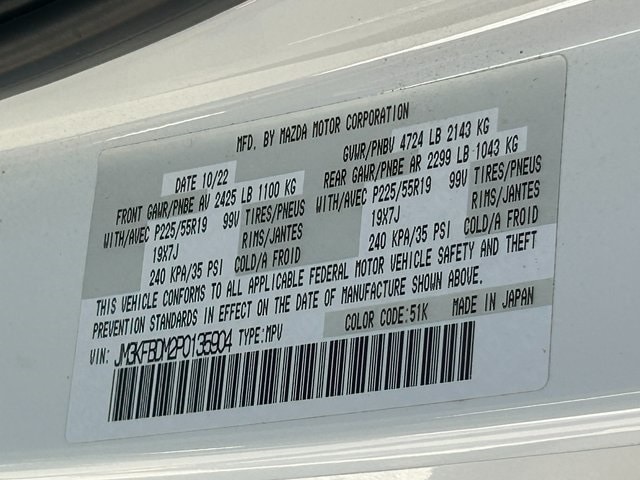 MFD. BY MAZDA MOTOR CORPORATION
DATE 10/22 GVWR/PNBV 4724 LB 2143 KG
FRONT GAWR/PNBE AV 2425 LB 1100 KG REAR GAWR/PNBE AR 2299 LB 1043 KG
WITH/AVEC P225/55R19 99V TIRES/PNEUS WITH/AVEC P225/55R19 99V TIRES/PNEUS
19X7J RIMS/JANTES 19X7J RIMS/JANTES
240 KPA/35 PSI COLD/A FROID 240 KPA/35 PSI COLD/A FROID
THIS VEHICLE CONFORMS TO ALL APPLICABLE FEDERAL MOTOR VEHICLE SAFETY AND THEFT
PREVENTION STANDARDS IN EFFECT ON THE DATE OF MANUFACTURE SHOWN ABOVE.
COLOR CODE:51K MADE IN JAPAN
VIN: JM3KFBDM2P0135904 TYPE:MPV